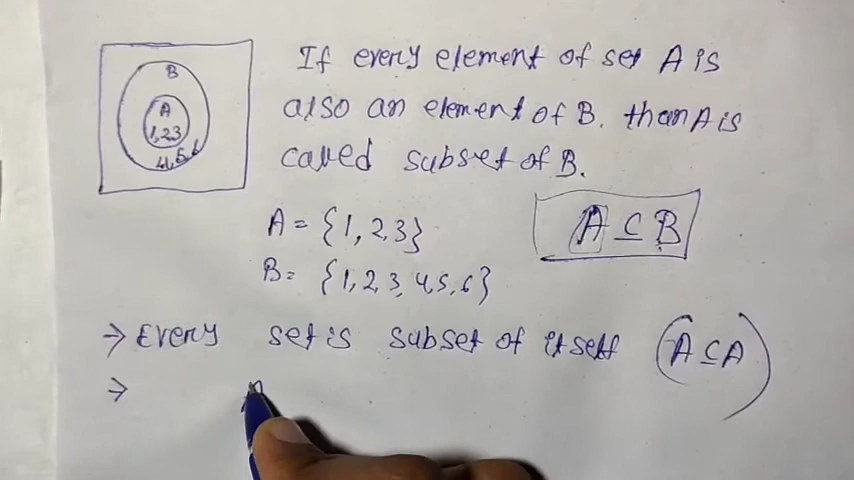 If every element of set A is
also an element of B. than A is
called subset of B.
B
A
1,2,3
4,5,6
A = {1, 2, 3}
A ⊆ B
B = {1, 2, 3, 4, 5, 6}
→ Every set is subset of itself (A ⊆ A)
→